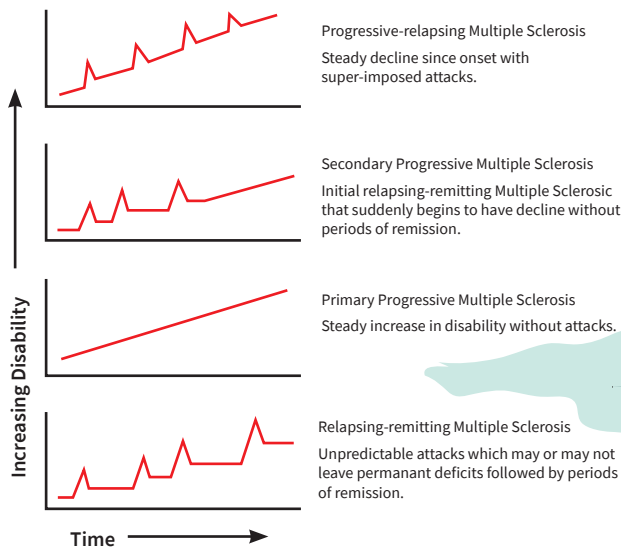 Progressive-relapsing Multiple Sclerosis
Steady decline since onset with
super-imposed attacks.
Secondary Progressive Multiple Sclerosis
Initial relapsing-remitting Multiple Sclerosic
that suddenly begins to have decline without
periods of remission.
Primary Progressive Multiple Sclerosis
Steady increase in disability without attacks.
Relapsing-remitting Multiple Sclerosis
Unpredictable attacks which may or may not
leave permanant deficits followed by periods
of remission.
Increasing Disability
Time